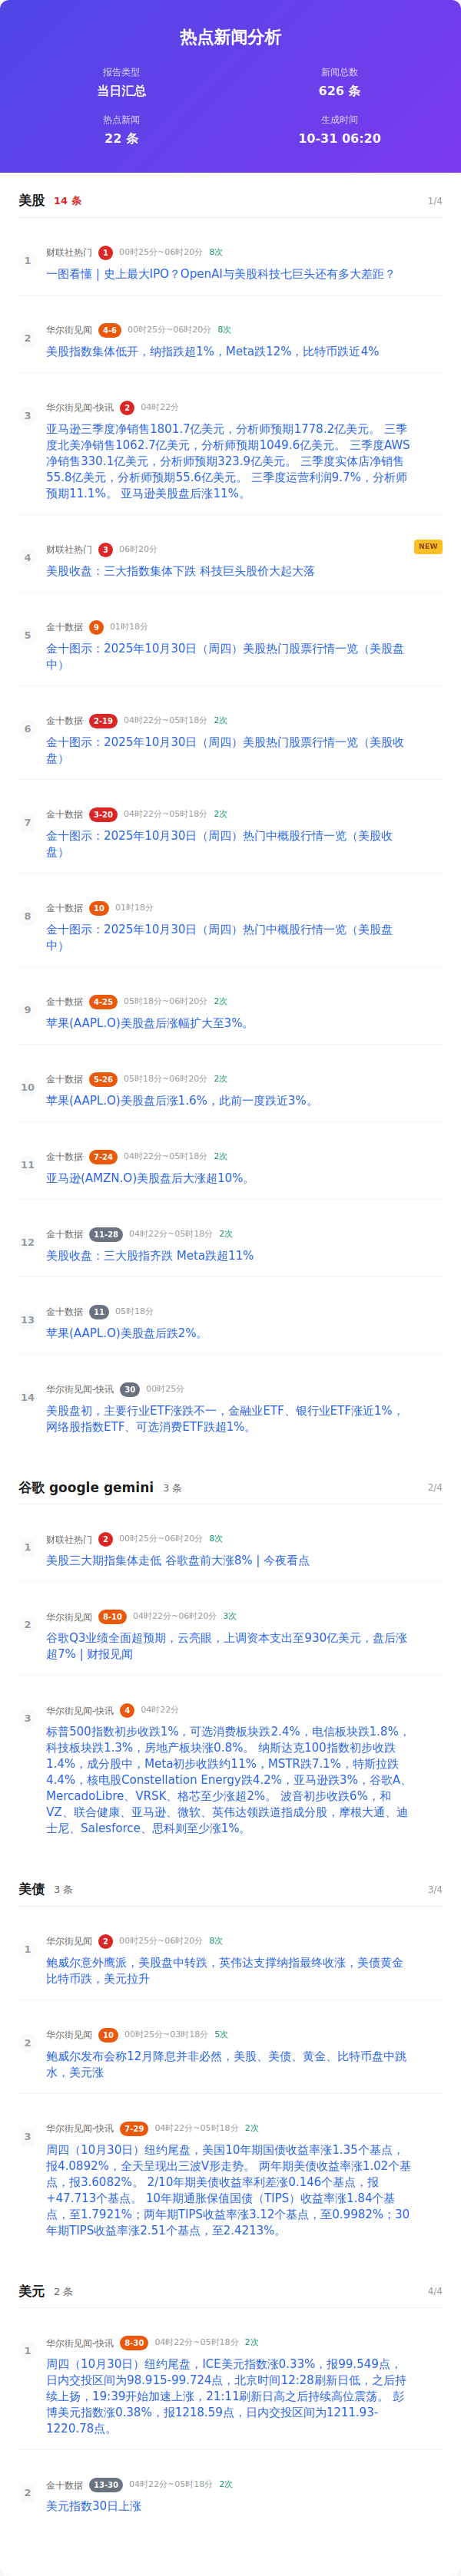 热点新闻分析
报告类型
新闻总数
当日汇总
626 条
热点新闻
生成时间
22 条
10-31 06:20
美股 14 条 1/4
1
财联社热门 1 00时25分~06时20分 8次
一图看懂 | 史上最大IPO？OpenAI与美股科技七巨头还有多大差距？
2
华尔街见闻 4-6 00时25分~06时20分 8次
美股指数集体低开，纳指跌超1%，Meta跌12%，比特币跌近4%
3
华尔街见闻-快讯 2 04时22分
亚马逊三季度净销售1801.7亿美元，分析师预期1778.2亿美元。 三季
度北美净销售1062.7亿美元，分析师预期1049.6亿美元。 三季度AWS
净销售330.1亿美元，分析师预期323.9亿美元。 三季度实体店净销售
55.8亿美元，分析师预期55.6亿美元。 三季度运营利润9.7%，分析师
预期11.1%。 亚马逊美股盘后涨11%。
4
财联社热门 3 06时20分
NEW
美股收盘：三大指数集体下跌 科技巨头股价大起大落
5
金十数据 9 01时18分
金十图示：2025年10月30日（周四）美股热门股票行情一览（美股盘
中）
6
金十数据 2-19 04时22分~05时18分 2次
金十图示：2025年10月30日（周四）美股热门股票行情一览（美股收
盘）
7
金十数据 3-20 04时22分~05时18分 2次
金十图示：2025年10月30日（周四）热门中概股行情一览（美股收
盘）
8
金十数据 10 01时18分
金十图示：2025年10月30日（周四）热门中概股行情一览（美股盘
中）
9
金十数据 4-25 05时18分~06时20分 2次
苹果(AAPL.O)美股盘后涨幅扩大至3%。
10
金十数据 5-26 05时18分~06时20分 2次
苹果(AAPL.O)美股盘后涨1.6%，此前一度跌近3%。
11
金十数据 7-24 04时22分~05时18分 2次
亚马逊(AMZN.O)美股盘后大涨超10%。
12
金十数据 11-28 04时22分~05时18分 2次
美股收盘：三大股指齐跌 Meta跌超11%
13
金十数据 11 05时18分
苹果(AAPL.O)美股盘后跌2%。
14
华尔街见闻-快讯 30 00时25分
美股盘初，主要行业ETF涨跌不一，金融业ETF、银行业ETF涨近1%，
网络股指数ETF、可选消费ETF跌超1%。
谷歌 google gemini 3 条 2/4
1
财联社热门 2 00时25分~06时20分 8次
美股三大期指集体走低 谷歌盘前大涨8% | 今夜看点
2
华尔街见闻 8-10 04时22分~06时20分 3次
谷歌Q3业绩全面超预期，云亮眼，上调资本支出至930亿美元，盘后涨
超7% | 财报见闻
3
华尔街见闻-快讯 4 04时22分
标普500指数初步收跌1%，可选消费板块跌2.4%，电信板块跌1.8%，
科技板块跌1.3%，房地产板块涨0.8%。 纳斯达克100指数初步收跌
1.4%，成分股中，Meta初步收跌约11%，MSTR跌7.1%，特斯拉跌
4.4%，核电股Constellation Energy跌4.2%，亚马逊跌3%，谷歌A、
MercadoLibre、VRSK、格芯至少涨超2%。 波音初步收跌6%，和
VZ、联合健康、亚马逊、微软、英伟达领跌道指成分股，摩根大通、迪
士尼、Salesforce、思科则至少涨1%。
美债 3 条 3/4
1
华尔街见闻 2 00时25分~06时20分 8次
鲍威尔意外鹰派，美股盘中转跌，英伟达支撑纳指最终收涨，美债黄金
比特币跌，美元拉升
2
华尔街见闻 10 00时25分~03时18分 5次
鲍威尔发布会称12月降息并非必然，美股、美债、黄金、比特币盘中跳
水，美元涨
3
华尔街见闻-快讯 7-29 04时22分~05时18分 2次
周四（10月30日）纽约尾盘，美国10年期国债收益率涨1.35个基点，
报4.0892%，全天呈现出三波V形走势。 两年期美债收益率涨1.02个基
点，报3.6082%。 2/10年期美债收益率利差涨0.146个基点，报
+47.713个基点。 10年期通胀保值国债（TIPS）收益率涨1.84个基
点，至1.7921%；两年期TIPS收益率涨3.12个基点，至0.9982%；30
年期TIPS收益率涨2.51个基点，至2.4213%。
美元 2 条 4/4
1
华尔街见闻-快讯 8-30 04时22分~05时18分 2次
周四（10月30日）纽约尾盘，ICE美元指数涨0.33%，报99.549点，
日内交投区间为98.915-99.724点，北京时间12:28刷新日低，之后持
续上扬，19:39开始加速上涨，21:11刷新日高之后持续高位震荡。 彭
博美元指数涨0.38%，报1218.59点，日内交投区间为1211.93-
1220.78点。
2
金十数据 13-30 04时22分~05时18分 2次
美元指数30日上涨